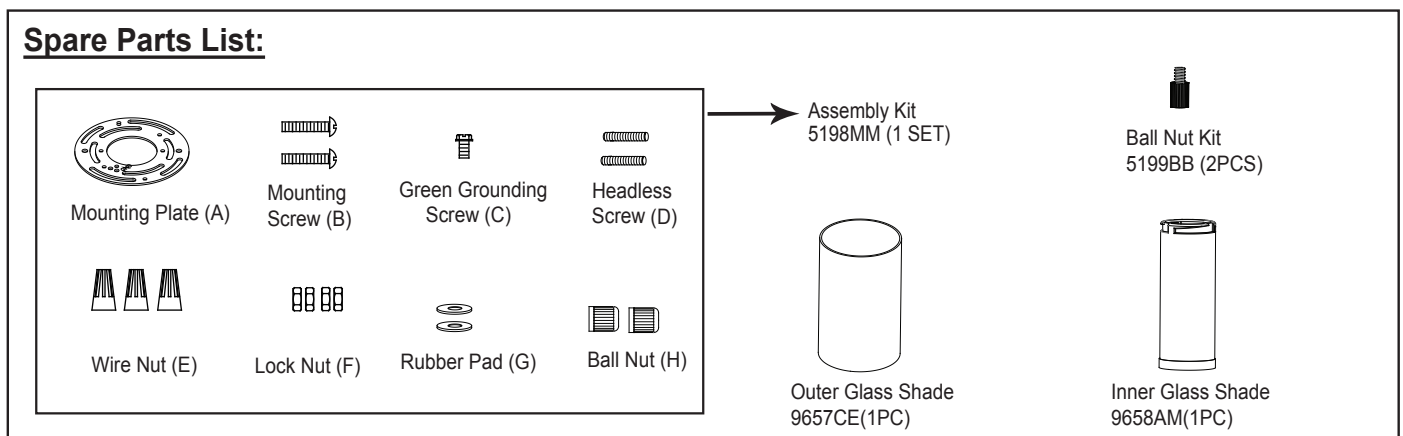 Spare Parts List:
Mounting Plate (A)
Mounting
Screw (B)
Green Grounding
Screw (C)
Headless
Screw (D)
Wire Nut (E)
Lock Nut (F)
Rubber Pad (G)
Ball Nut (H)
Assembly Kit
5198MM (1 SET)
Ball Nut Kit
5199BB (2PCS)
Outer Glass Shade
9657CE(1PC)
Inner Glass Shade
9658AM(1PC)